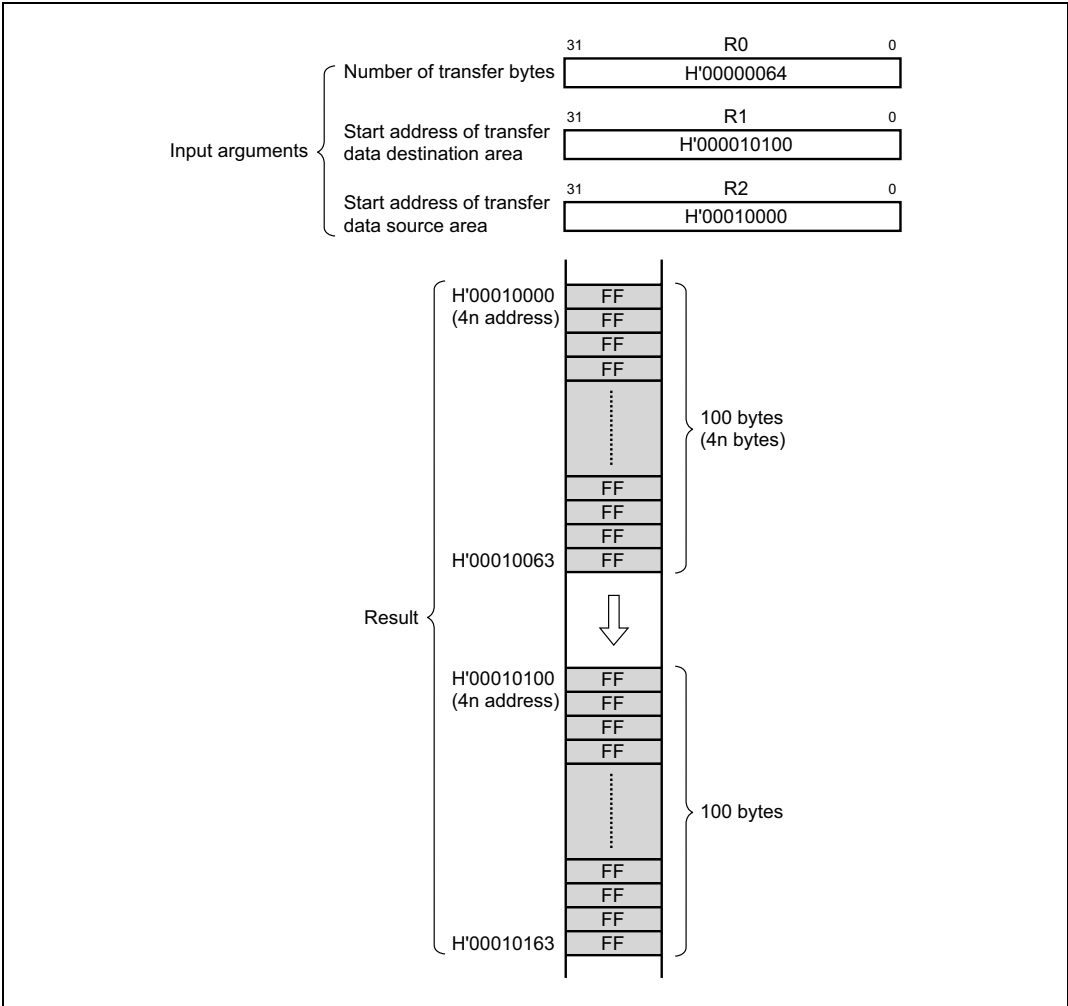 31 R0 0
Number of transfer bytes H'00000064
31 R1 0
Start address of transfer
data destination area
H'000010100
31 R2 0
Start address of transfer
data source area
H'00010000
Input arguments
H'00010000
(4n address)
FF
FF
FF
FF
100 bytes
(4n bytes)
FF
FF
FF
H'00010063 FF
Result
H'00010100
(4n address)
FF
FF
FF
FF
100 bytes
FF
FF
FF
H'00010163 FF